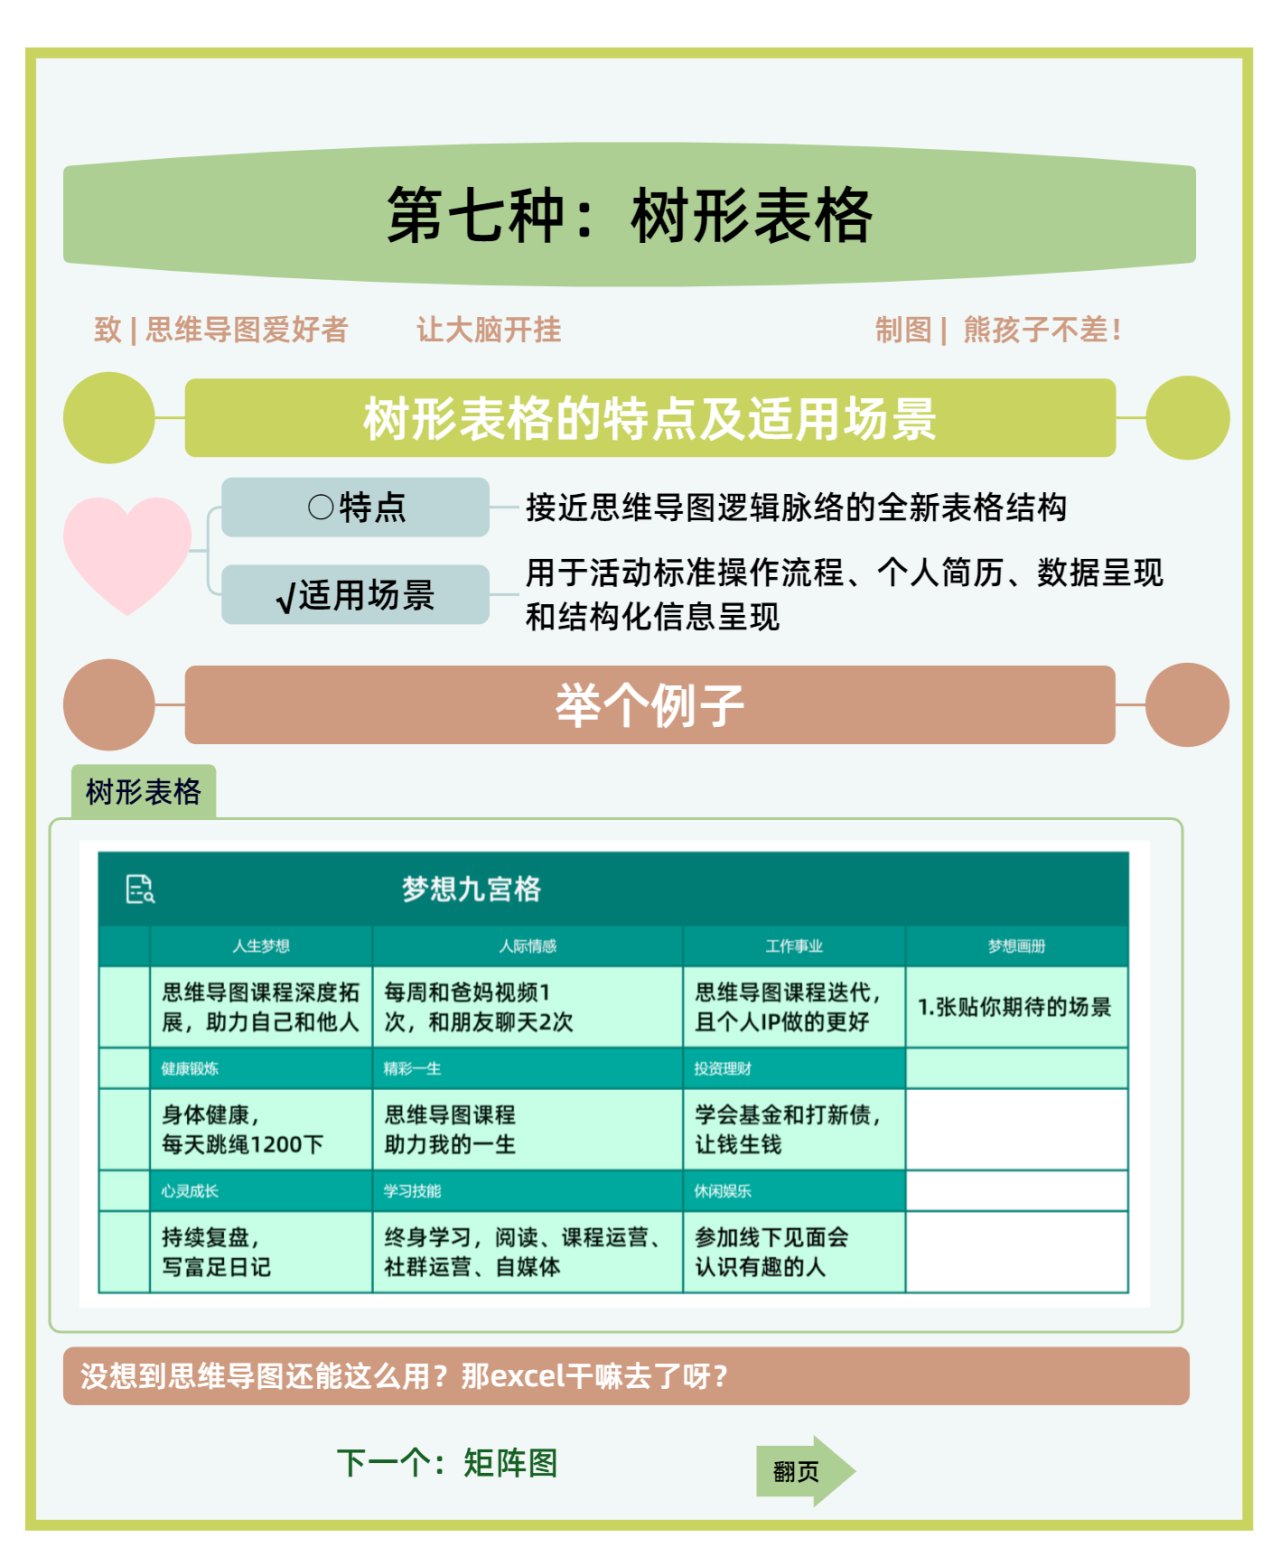 第七种：树形表格
致 | 思维导图爱好者 让大脑开挂 制图 | 熊孩子不差！
树形表格的特点及适用场景
○特点
接近思维导图逻辑脉络的全新表格结构
√适用场景
用于活动标准操作流程、个人简历、数据呈现
和结构化信息呈现
举个例子
树形表格
梦想九宫格
人生梦想 人际情感 工作事业 梦想画册
思维导图课程深度拓
展，助力自己和他人
每周和爸妈视频1
次，和朋友聊天2次
思维导图课程迭代，
且个人IP做的更好
1.张贴你期待的场景
健康锻炼 精彩一生 投资理财
身体健康，
每天跳绳1200下
思维导图课程
助力我的一生
学会基金和打新债，
让钱生钱
心灵成长 学习技能 休闲娱乐
持续复盘，
写富足日记
终身学习，阅读、课程运营、
社群运营、自媒体
参加线下见面会
认识有趣的人
没想到思维导图还能这么用？那excel干嘛去了呀？
下一个：矩阵图
翻页